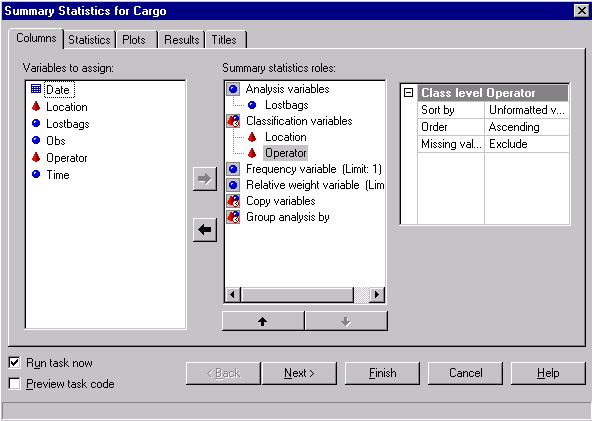 Summary Statistics for Cargo
Columns Statistics Plots Results Titles
Variables to assign:
Date
Location
Lostbags
Obs
Operator
Time
Summary statistics roles:
Analysis variables
Lostbags
Classification variables
Location
Operator
Frequency variable (Limit: 1)
Relative weight variable (Lim
Copy variables
Group analysis by
Class level Operator
Sort by Unformatted v...
Order Ascending
Missing val... Exclude
Run task now
Preview task code
< Back
Next >
Finish
Cancel
Help